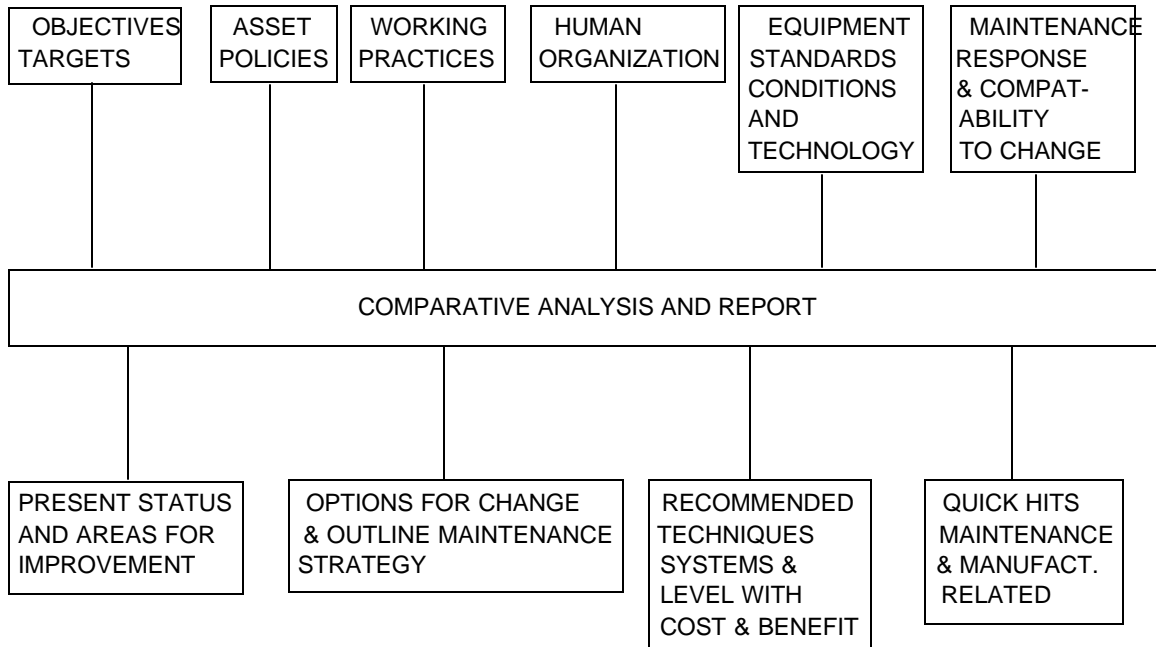 OBJECTIVES
TARGETS
ASSET
POLICIES
WORKING
PRACTICES
HUMAN
ORGANIZATION
EQUIPMENT
STANDARDS
CONDITIONS
AND
TECHNOLOGY
MAINTENANCE
RESPONSE
& COMPAT-
ABILITY
TO CHANGE
COMPARATIVE ANALYSIS AND REPORT
PRESENT STATUS
AND AREAS FOR
IMPROVEMENT
OPTIONS FOR CHANGE
& OUTLINE MAINTENANCE
STRATEGY
RECOMMENDED
TECHNIQUES
SYSTEMS &
LEVEL WITH
COST & BENEFIT
QUICK HITS
MAINTENANCE
& MANUFACT.
RELATED